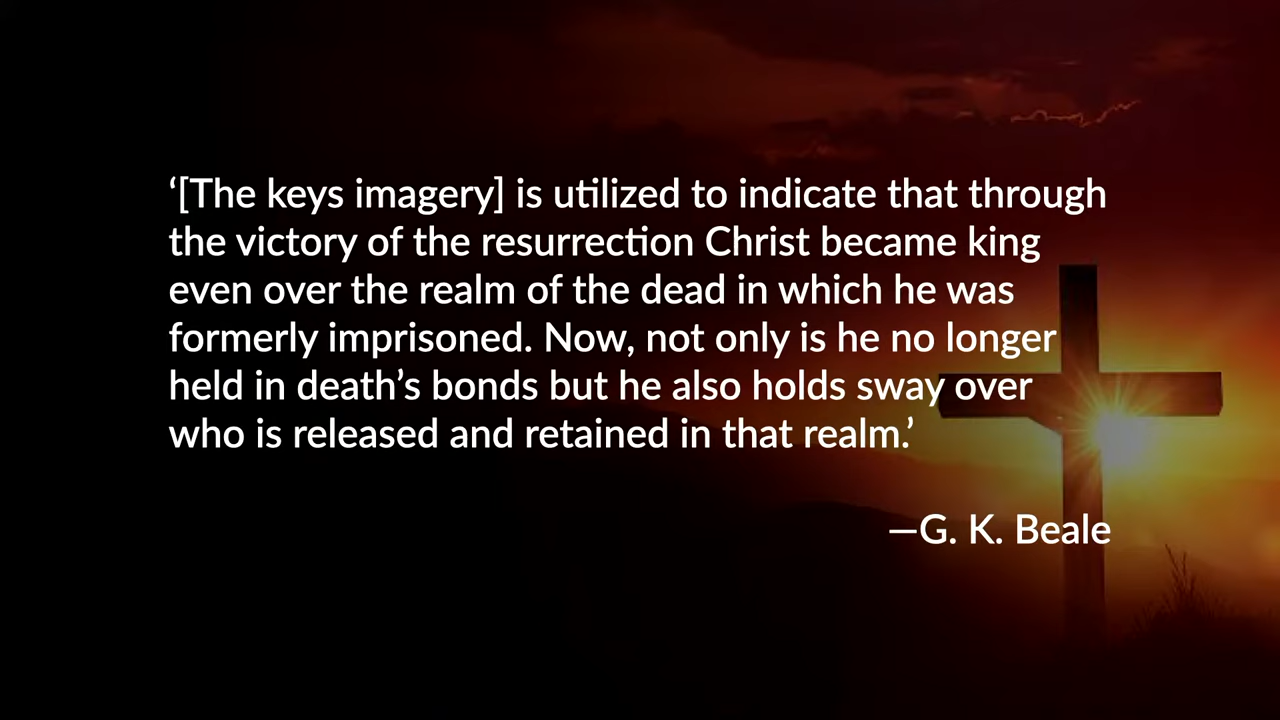 ‘[The keys imagery] is utilized to indicate that through
the victory of the resurrection Christ became king
even over the realm of the dead in which he was
formerly imprisoned. Now, not only is he no longer
held in death’s bonds but he also holds sway over
who is released and retained in that realm.’
—G. K. Beale